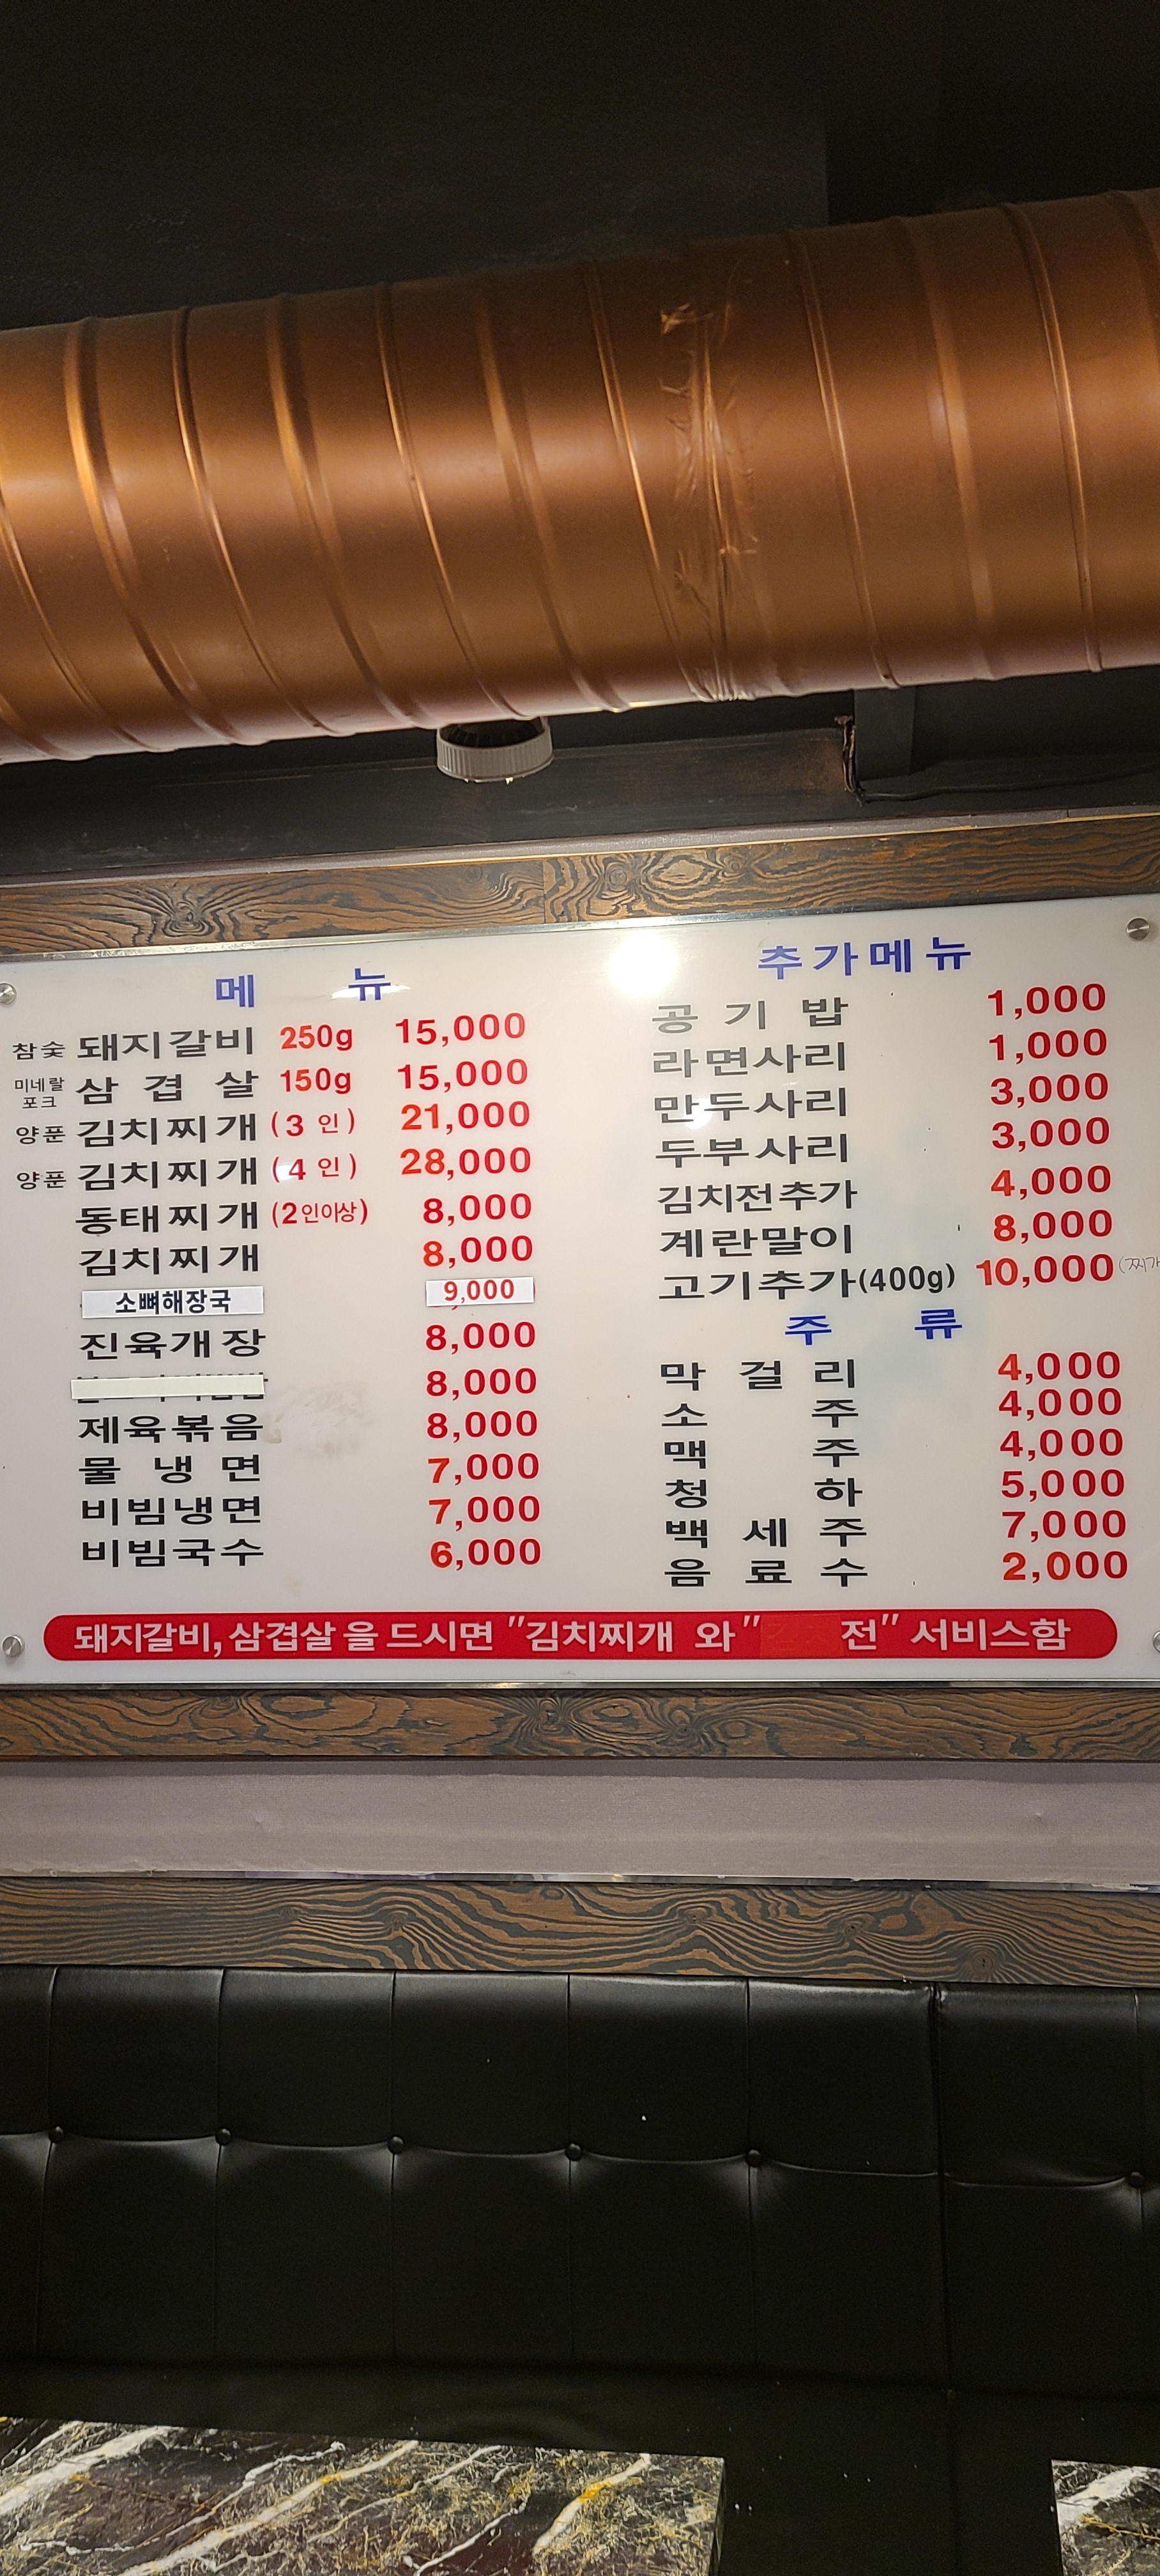 메 뉴
참숯 돼지갈비 250g 15,000
미네랄포크 삼 겹 살 150g 15,000
양푼 김치찌개 (3 인) 21,000
양푼 김치찌개 (4 인) 28,000
동태찌개 (2인이상) 8,000
김치찌개 8,000
소뼈해장국 9,000
진육개장 8,000
8,000
제육볶음 8,000
물 냉 면 7,000
비빔냉면 7,000
비빔국수 6,000
추가메뉴
공 기 밥 1,000
라면사리 1,000
만두사리 3,000
두부사리 3,000
김치전추가 4,000
계란말이 8,000
고기추가(400g) 10,000
주 류
막 걸 리 4,000
소 주 4,000
맥 주 4,000
청 하 5,000
백 세 주 7,000
음 료 수 2,000
돼지갈비, 삼겹살 을 드시면 "김치찌개 와 " 전" 서비스함